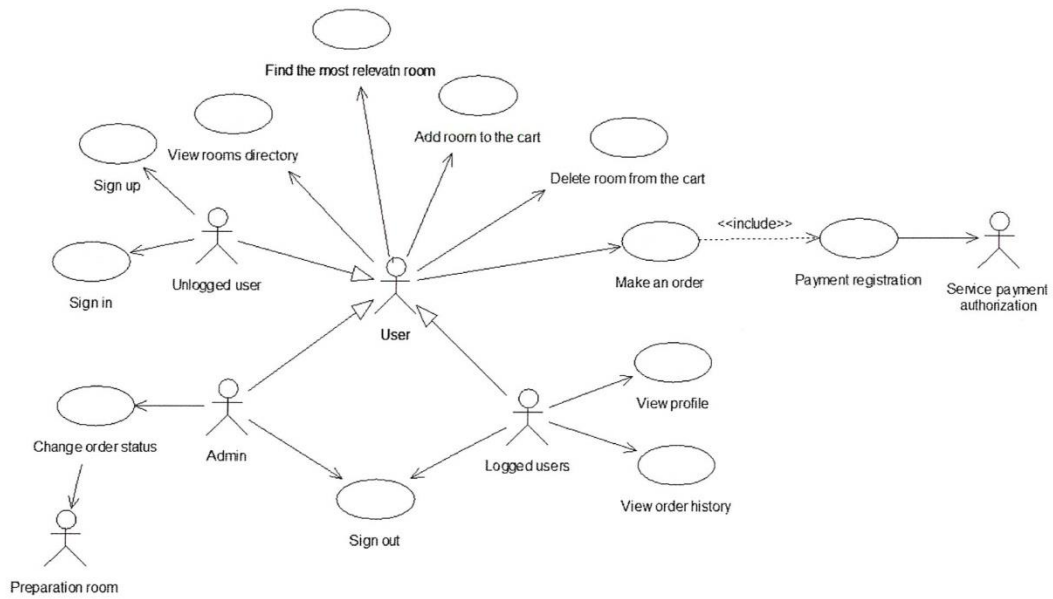 Find the most relevatn room
Add room to the cart
View rooms directory
Delete room from the cart
Sign up
<<include>>
Sign in
Unlogged user
Make an order
Payment registration
Service payment
authorization
User
View profile
Change order status
Admin
Logged users
View order history
Sign out
Preparation room